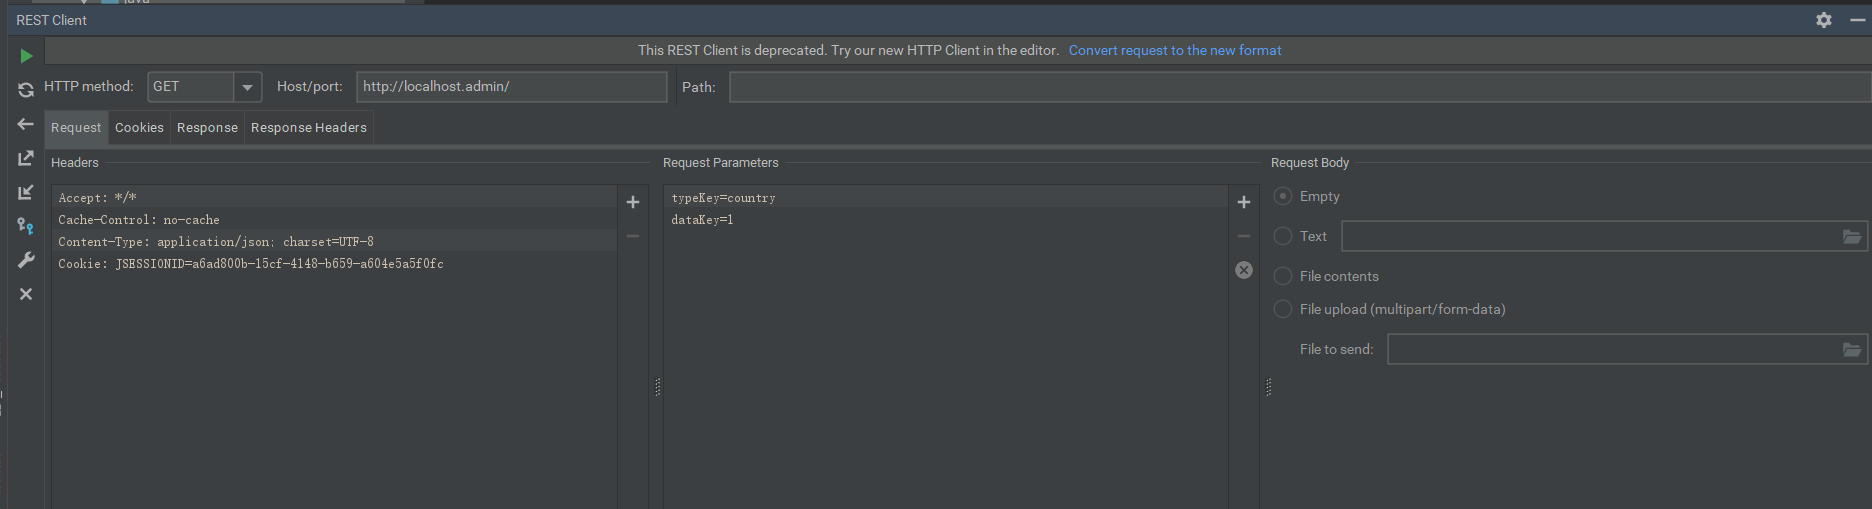 REST Client
This REST Client is deprecated. Try our new HTTP Client in the editor. Convert request to the new format
HTTP method: GET Host/port: http://localhost.admin/ Path:
Request Cookies Response Response Headers
Headers Request Parameters Request Body
Accept: */*
Cache-Control: no-cache
Content-Type: application/json; charset=UTF-8
Cookie: JSESSIONID=a6ad800b-15cf-4148-b659-a604e5a5f0fc
typeKey=country
dataKey=1
Empty
Text
File contents
File upload (multipart/form-data)
File to send: